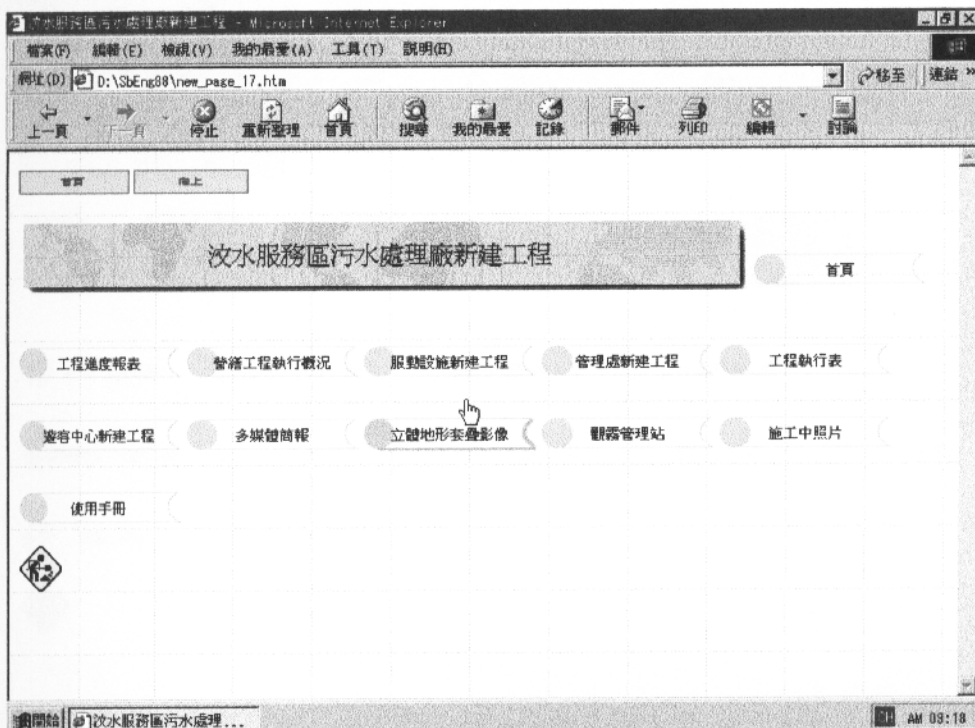 汶水服務區污水處理廠新建工程 - Microsoft Internet Explorer
檔案(F) 編輯(E) 檢視(V) 我的最愛(A) 工具(T) 說明(H)
網址(D) D:\SbEng88\new_page_17.htm 移至 連結 »
上一頁 下一頁 停止 重新整理 首頁 搜尋 我的最愛 記錄 郵件 列印 編輯 討論
首頁 向上
汶水服務區污水處理廠新建工程
首頁
工程進度報表 營繕工程執行概況 服勤設施新建工程 管理處新建工程 工程執行表
遊客中心新建工程 多媒體簡報 立體地形套疊影像 觀霧管理站 施工中照片
使用手冊
開始 汶水服務區污水處理... AM 09:18